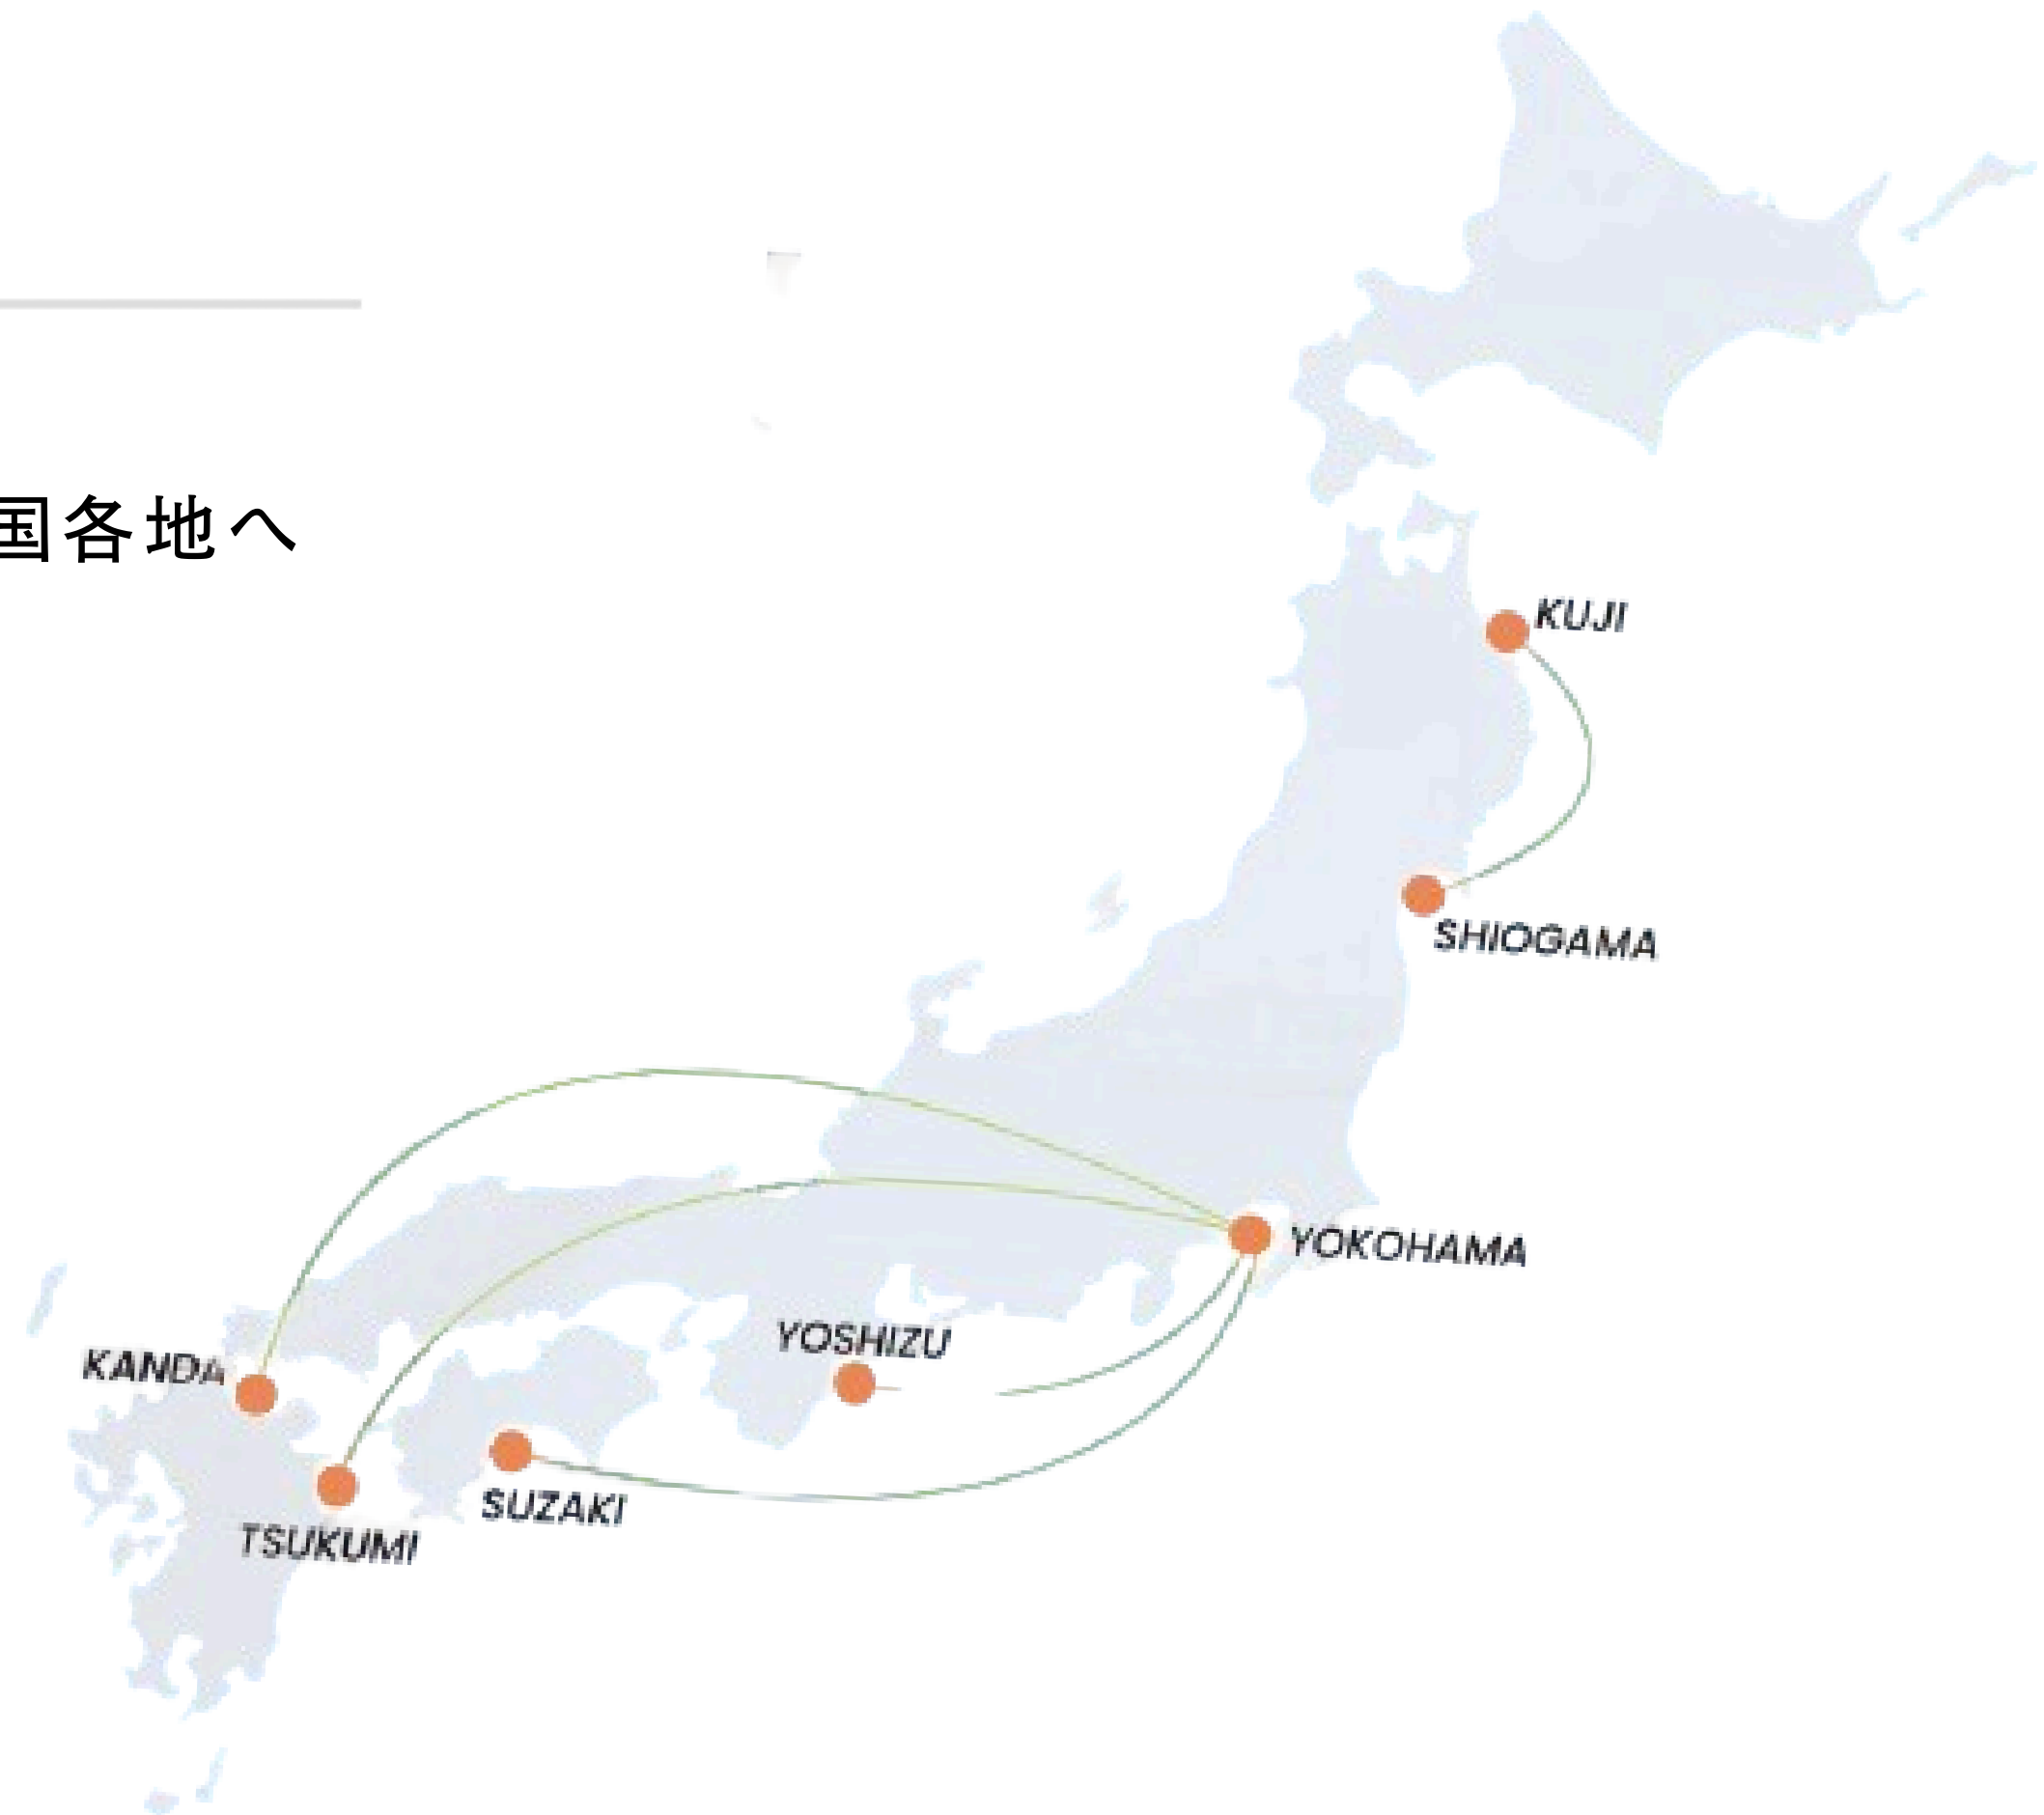 国各地へ
KUJI
SHIOGAMA
YOKOHAMA
YOSHIZU
KANDA
SUZAKI
TSUKUMI